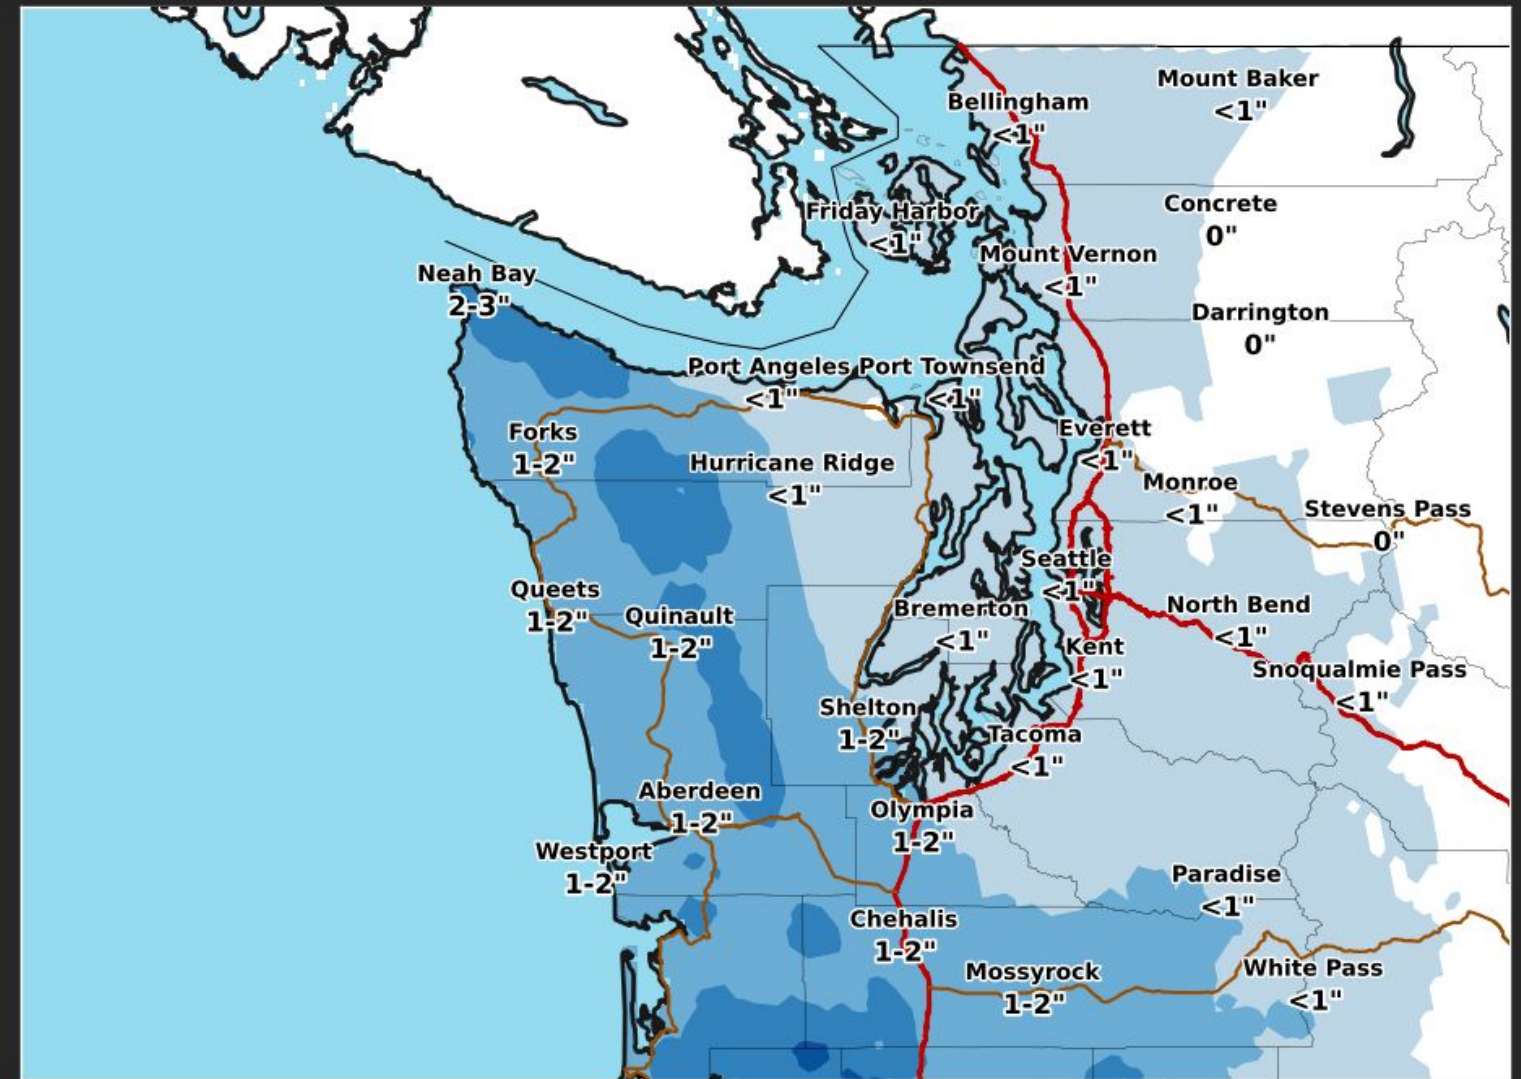 Mount Baker
<1"
Bellingham
<1"
Concrete
0"
Friday Harbor
<1"
Mount Vernon
<1"
Neah Bay
2-3"
Darrington
0"
Port Angeles
<1"
Port Townsend
<1"
Forks
1-2"
Everett
<1"
Hurricane Ridge
<1"
Monroe
<1"
Stevens Pass
0"
Seattle
<1"
Queets
1-2"
Quinault
1-2"
Bremerton
<1"
North Bend
<1"
Kent
<1"
Snoqualmie Pass
<1"
Shelton
1-2"
Tacoma
<1"
Aberdeen
1-2"
Olympia
1-2"
Westport
1-2"
Paradise
<1"
Chehalis
1-2"
Mossyrock
1-2"
White Pass
<1"